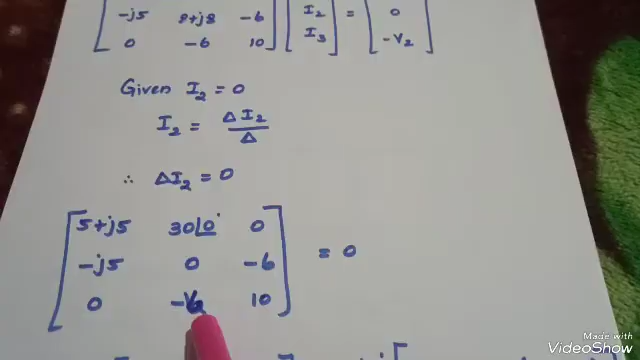 -j5 8+j8 -6 I2 = 0
0 -6 10 I3 -V2
Given I2 = 0
I2 = ΔI2 / Δ
∴ ΔI2 = 0
5+j5 30∠0° 0
-j5 0 -6 = 0
0 -V2 10
Made with
VideoShow